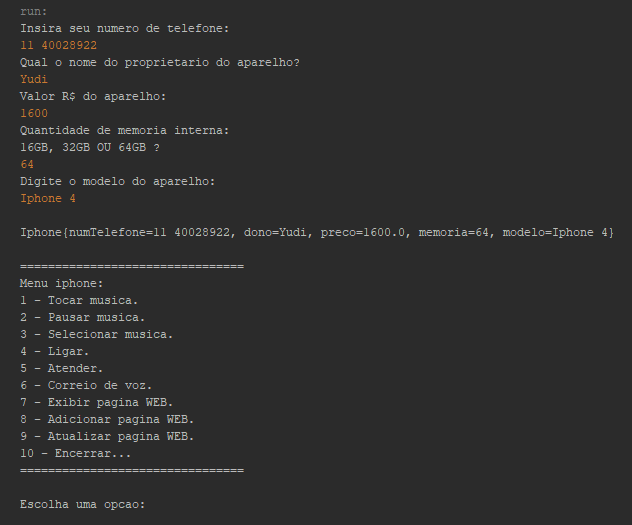 run:
Insira seu numero de telefone:
11 40028922
Qual o nome do proprietario do aparelho?
Yudi
Valor R$ do aparelho:
1600
Quantidade de memoria interna:
16GB, 32GB OU 64GB ?
64
Digite o modelo do aparelho:
Iphone 4
Iphone{numTelefone=11 40028922, dono=Yudi, preco=1600.0, memoria=64, modelo=Iphone 4}
================================
Menu iphone:
1 - Tocar musica.
2 - Pausar musica.
3 - Selecionar musica.
4 - Ligar.
5 - Atender.
6 - Correio de voz.
7 - Exibir pagina WEB.
8 - Adicionar pagina WEB.
9 - Atualizar pagina WEB.
10 - Encerrar...
================================
Escolha uma opcao: